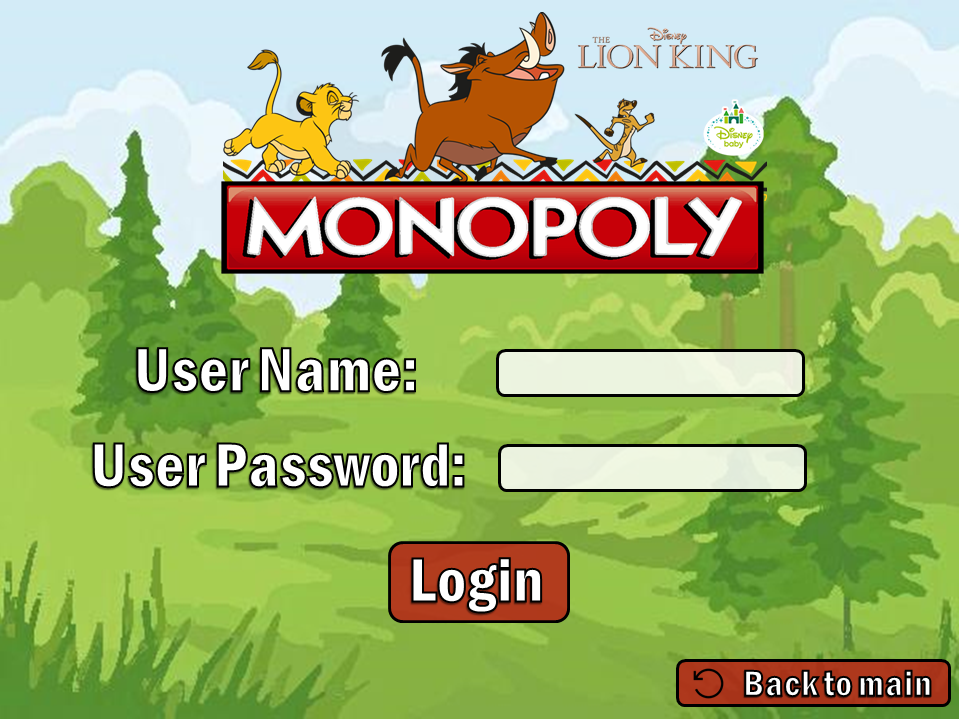 Disney
THE
LION KING
Disney
baby
MONOPOLY
User Name:
User Password:
Login
Back to main